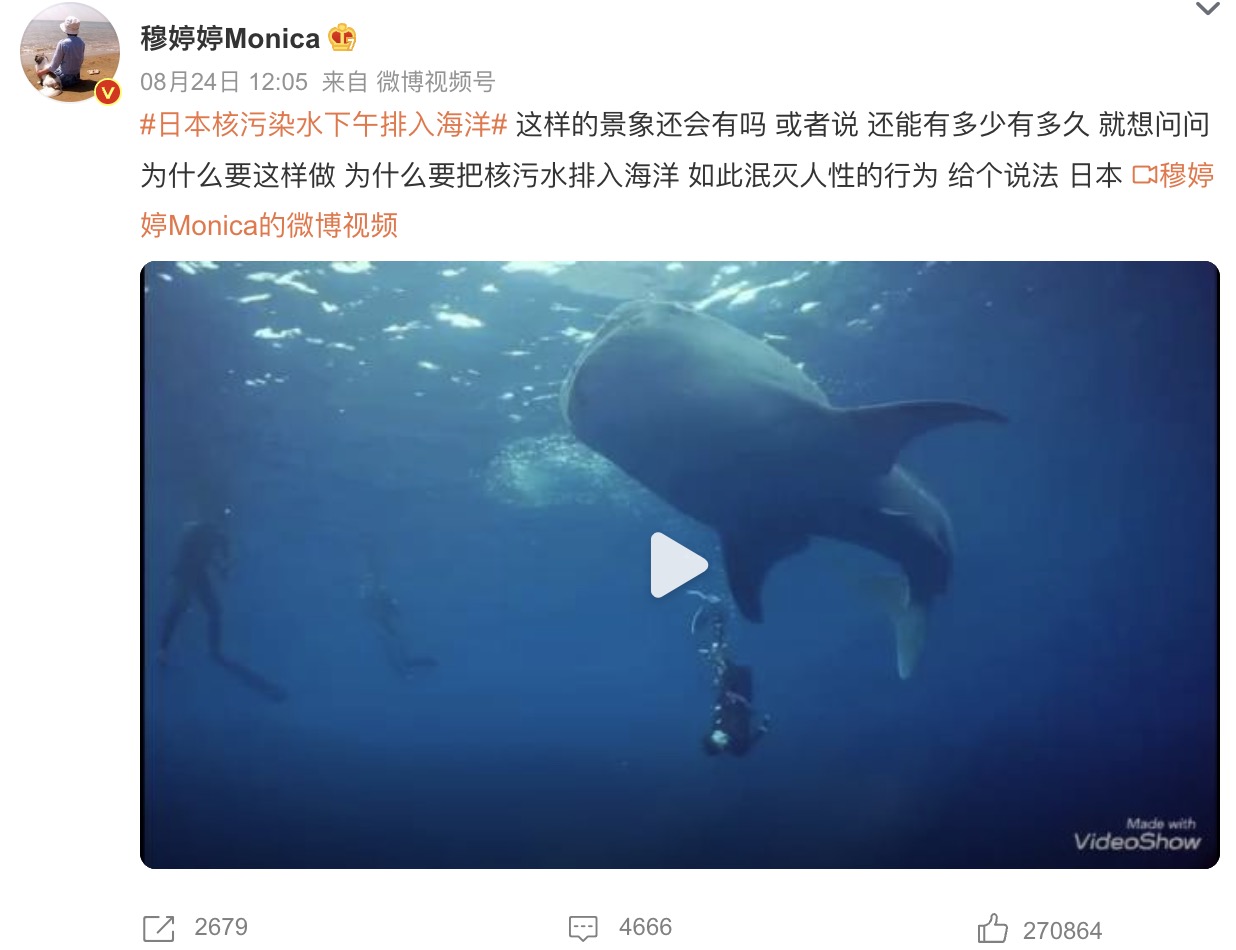 穆婷婷Monica
08月24日 12:05 来自 微博视频号
#日本核污染水下午排入海洋# 这样的景象还会有吗 或者说 还能有多少有多久 就想问问
为什么要这样做 为什么要把核污水排入海洋 如此泯灭人性的行为 给个说法 日本 穆婷
婷Monica的微博视频
Made with
VideoShow
2679
4666
270864